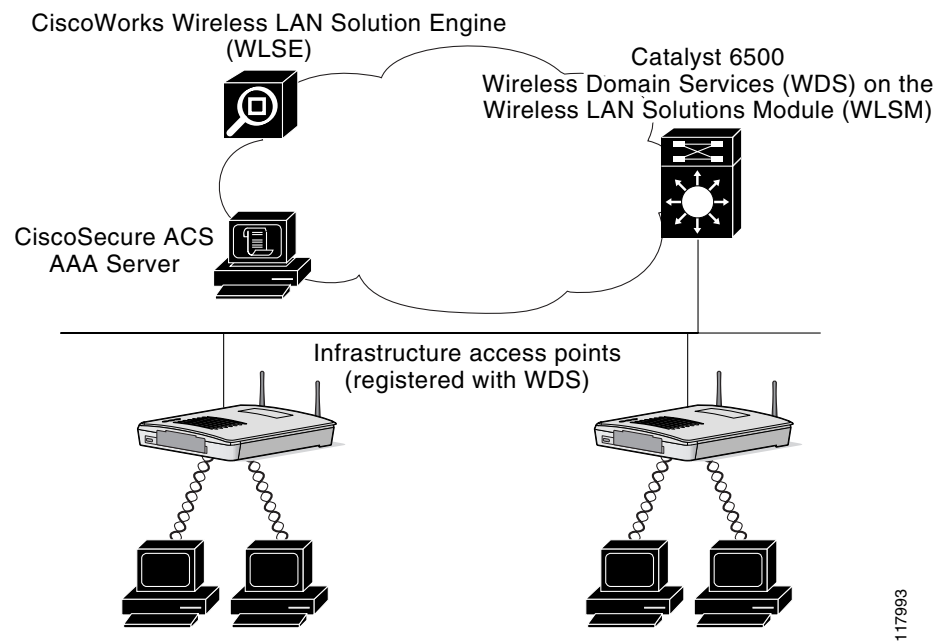 CiscoWorks Wireless LAN Solution Engine
(WLSE)
Catalyst 6500
Wireless Domain Services (WDS) on the
Wireless LAN Solutions Module (WLSM)
CiscoSecure ACS
AAA Server
Infrastructure access points
(registered with WDS)
117993